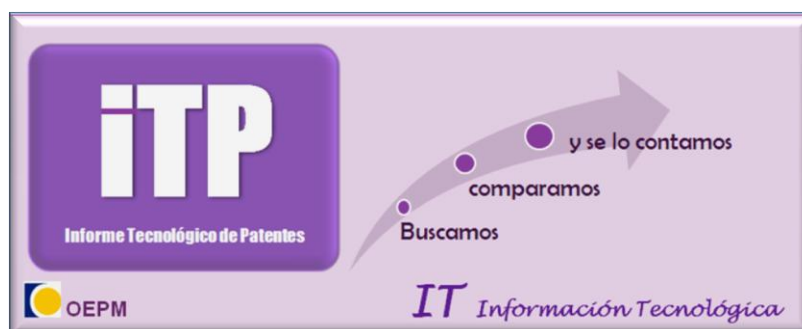 iTP
Informe Tecnológico de Patentes
y se lo contamos
comparamos
Buscamos
OEPM
IT Información Tecnológica